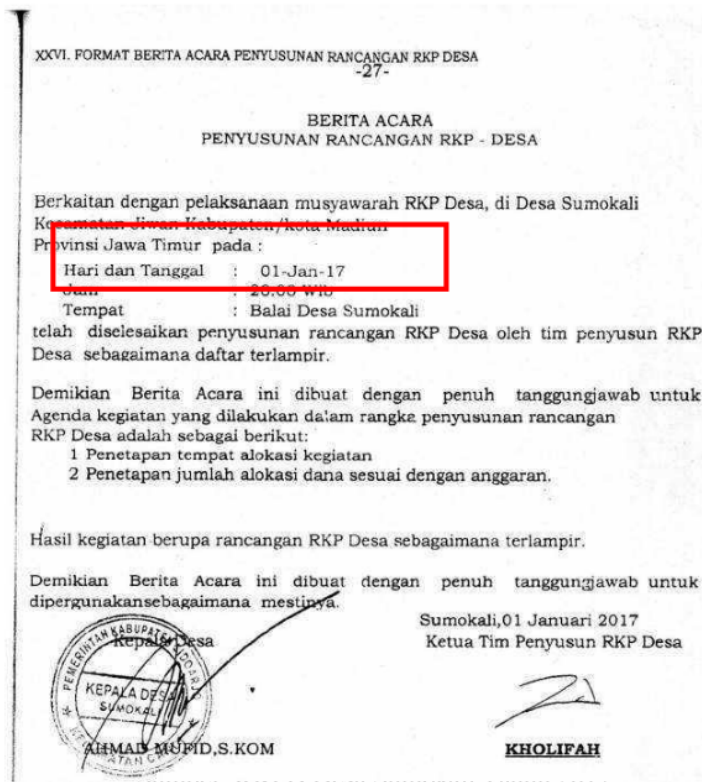 XXVI. FORMAT BERITA ACARA PENYUSUNAN RANCANGAN RKP DESA
-27-
BERITA ACARA
PENYUSUNAN RANCANGAN RKP - DESA
Berkaitan dengan pelaksanaan musyawarah RKP Desa, di Desa Sumokali
Kecamatan Jiwan Kabupaten/kota Madiun
Provinsi Jawa Timur pada :
Hari dan Tanggal : 01-Jan-17
Jam : 20.00 Wib
Tempat : Balai Desa Sumokali
telah diselesaikan penyusunan rancangan RKP Desa oleh tim penyusun RKP
Desa sebagaimana daftar terlampir.
Demikian Berita Acara ini dibuat dengan penuh tanggungjawab untuk
Agenda kegiatan yang dilakukan dalam rangka penyusunan rancangan
RKP Desa adalah sebagai berikut:
1 Penetapan tempat alokasi kegiatan
2 Penetapan jumlah alokasi dana sesuai dengan anggaran.
Hasil kegiatan berupa rancangan RKP Desa sebagaimana terlampir.
Demikian Berita Acara ini dibuat dengan penuh tanggungjawab untuk
dipergunakansebagaimana mestinya.
Sumokali,01 Januari 2017
Kepala Desa Ketua Tim Penyusun RKP Desa
PEMERINTAH KABUPATEN SIDOARJO
KEPALA DESA
SUMOKALI
AHMAD MUFID,S.KOM KHOLIFAH